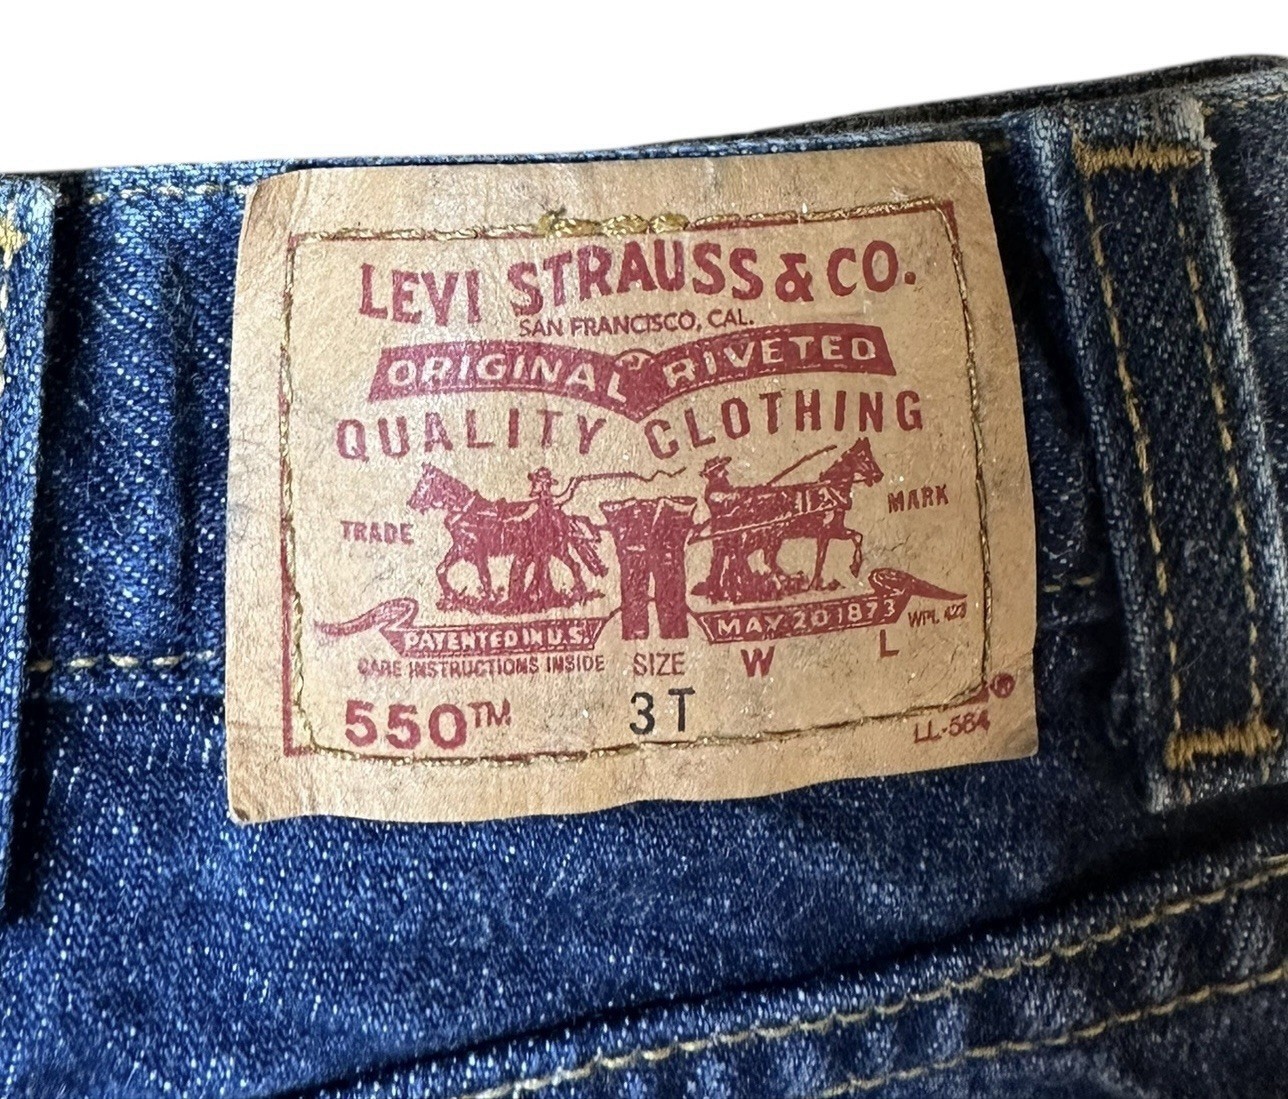 LEVI STRAUSS & CO.
SAN FRANCISCO, CAL.
ORIGINAL RIVETED
QUALITY CLOTHING
TRADE MARK
PATENTED IN U.S. MAY 20 1873 WPL 423
CARE INSTRUCTIONS INSIDE SIZE W L
550™ 3T ®
LL-584